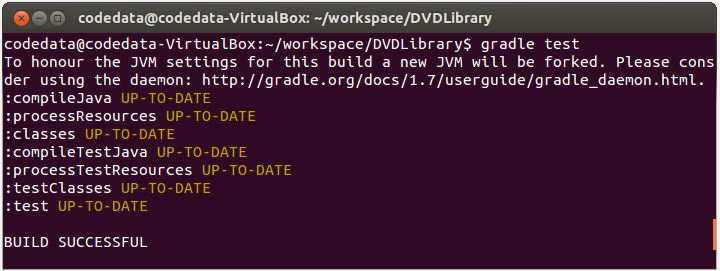 codedata@codedata-VirtualBox: ~/workspace/DVDLibrary
codedata@codedata-VirtualBox:~/workspace/DVDLibrary$ gradle test
To honour the JVM settings for this build a new JVM will be forked. Please cons
der using the daemon: http://gradle.org/docs/1.7/userguide/gradle_daemon.html.
:compileJava UP-TO-DATE
:processResources UP-TO-DATE
:classes UP-TO-DATE
:compileTestJava UP-TO-DATE
:processTestResources UP-TO-DATE
:testClasses UP-TO-DATE
:test UP-TO-DATE
BUILD SUCCESSFUL